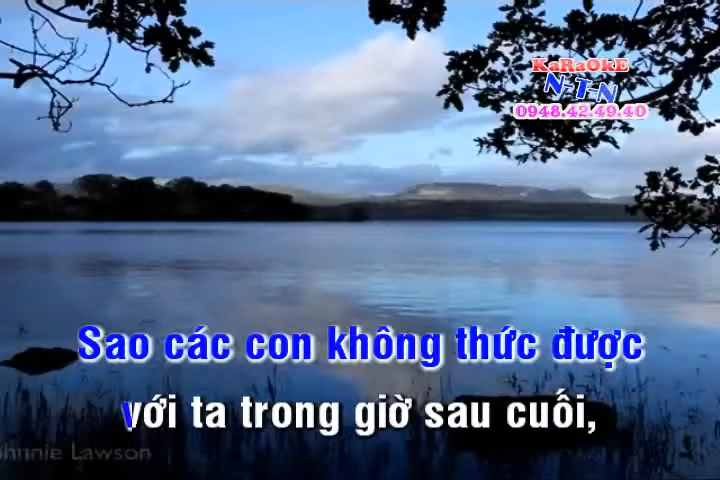 KaRaOkE
N-T-N
0948.42.49.40
Sao các con không thức được
với ta trong giờ sau cuối,
Johnnie Lawson